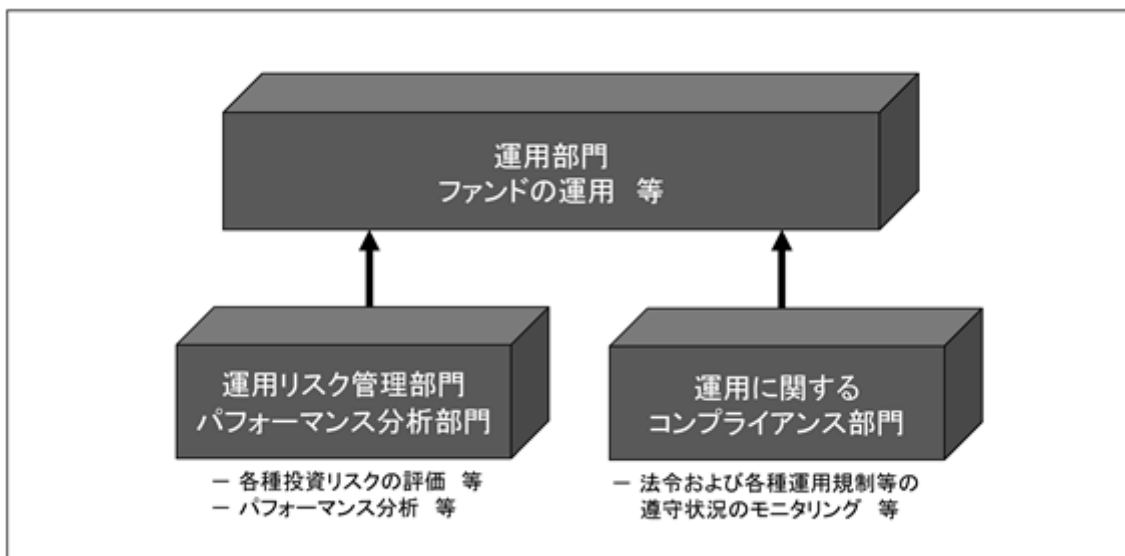 運用部門
ファンドの運用 等
運用リスク管理部門
パフォーマンス分析部門
－ 各種投資リスクの評価 等
－ パフォーマンス分析 等
運用に関する
コンプライアンス部門
－ 法令および各種運用規制等の
遵守状況のモニタリング 等